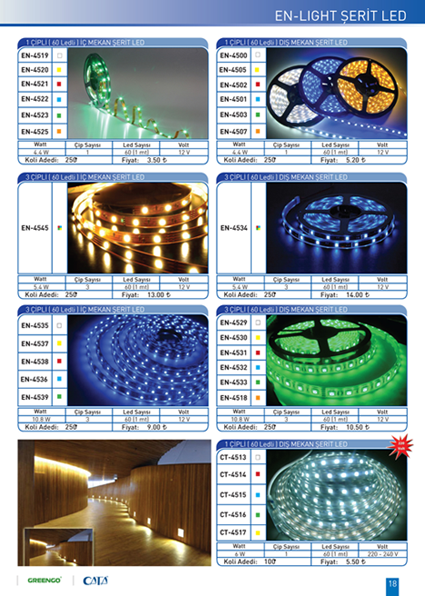 EN-LIGHT ŞERİT LED
1 ÇİPLİ ( 60 Ledli ) İÇ MEKAN ŞERİT LED
EN-4519
EN-4520
EN-4521
EN-4522
EN-4523
EN-4525
Watt Çip Sayısı Led Sayısı Volt
4.4 W 1 60 (1 mt) 12 V
Koli Adedi: 250 Fiyatı: 3.50 ₺
1 ÇİPLİ ( 60 Ledli ) DIŞ MEKAN ŞERİT LED
EN-4500
EN-4505
EN-4502
EN-4501
EN-4503
EN-4507
Watt Çip Sayısı Led Sayısı Volt
4.4 W 1 60 (1 mt) 12 V
Koli Adedi: 250 Fiyatı: 5.20 ₺
3 ÇİPLİ ( 60 Ledli ) İÇ MEKAN ŞERİT LED
EN-4545
Watt Çip Sayısı Led Sayısı Volt
5.4 W 3 60 (1 mt) 12 V
Koli Adedi: 250 Fiyatı: 13.00 ₺
3 ÇİPLİ ( 60 Ledli ) DIŞ MEKAN ŞERİT LED
EN-4534
Watt Çip Sayısı Led Sayısı Volt
5.4 W 3 60 (1 mt) 12 V
Koli Adedi: 250 Fiyatı: 14.00 ₺
3 ÇİPLİ ( 60 Ledli ) İÇ MEKAN ŞERİT LED
EN-4535
EN-4537
EN-4538
EN-4536
EN-4539
Watt Çip Sayısı Led Sayısı Volt
10.8 W 3 60 (1 mt) 12 V
Koli Adedi: 250 Fiyatı: 9.00 ₺
3 ÇİPLİ ( 60 Ledli ) DIŞ MEKAN ŞERİT LED
EN-4529
EN-4530
EN-4531
EN-4532
EN-4533
EN-4518
Watt Çip Sayısı Led Sayısı Volt
10.8 W 3 60 (1 mt) 12 V
Koli Adedi: 250 Fiyatı: 10.50 ₺
1 ÇİPLİ ( 60 Ledli ) DIŞ MEKAN ŞERİT LED
CT-4513
CT-4514
CT-4515
CT-4516
CT-4517
Watt Çip Sayısı Led Sayısı Volt
6 W 1 60 (1 mt) 220 - 240 V
Koli Adedi: 100 Fiyatı: 5.50 ₺
GREENGO CATA
18